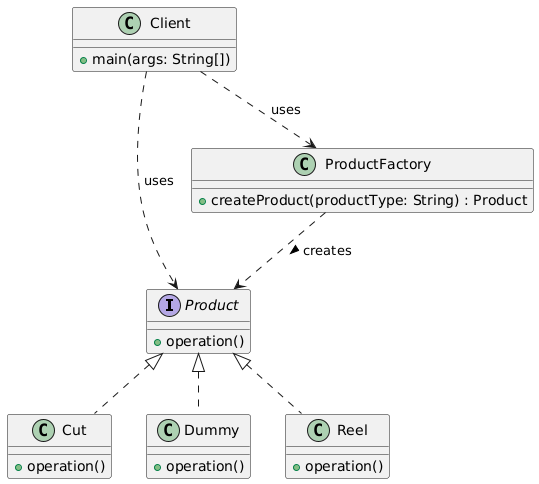 C Client
main(args: String[])
uses
uses
C ProductFactory
createProduct(productType: String) : Product
creates
I Product
operation()
C Cut
operation()
C Dummy
operation()
C Reel
operation()